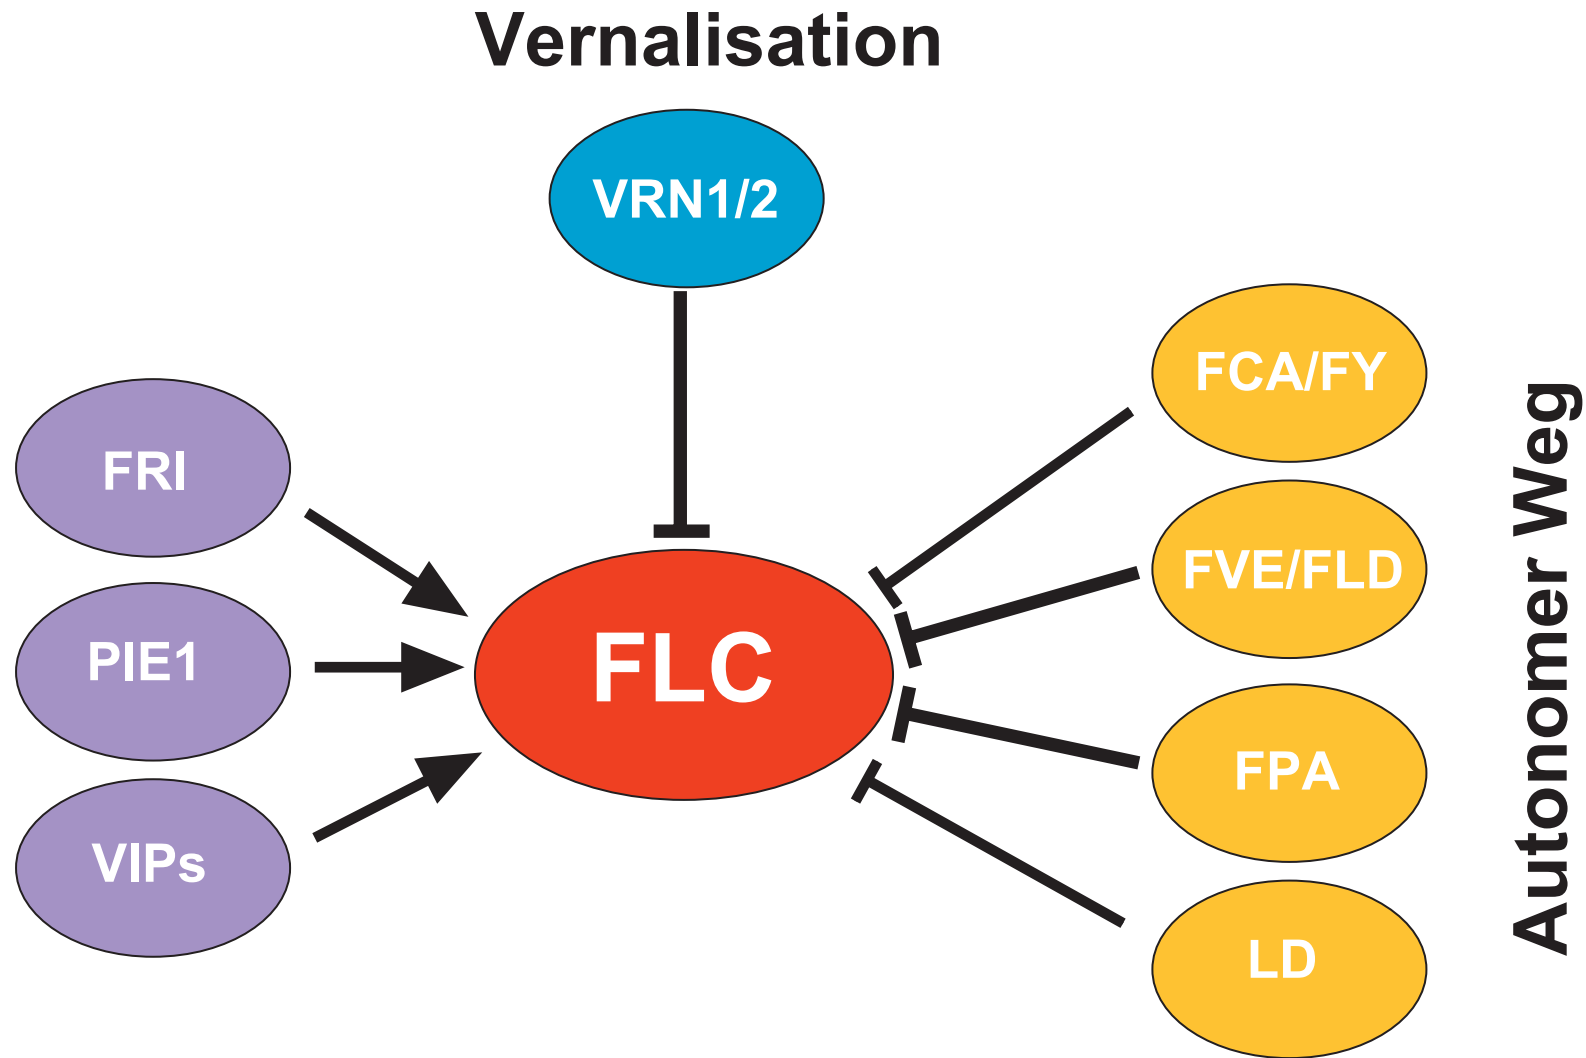 Vernalisation
VRN1/2
FRI
PIE1
VIPs
FLC
FCA/FY
FVE/FLD
FPA
LD
Autonomer Weg